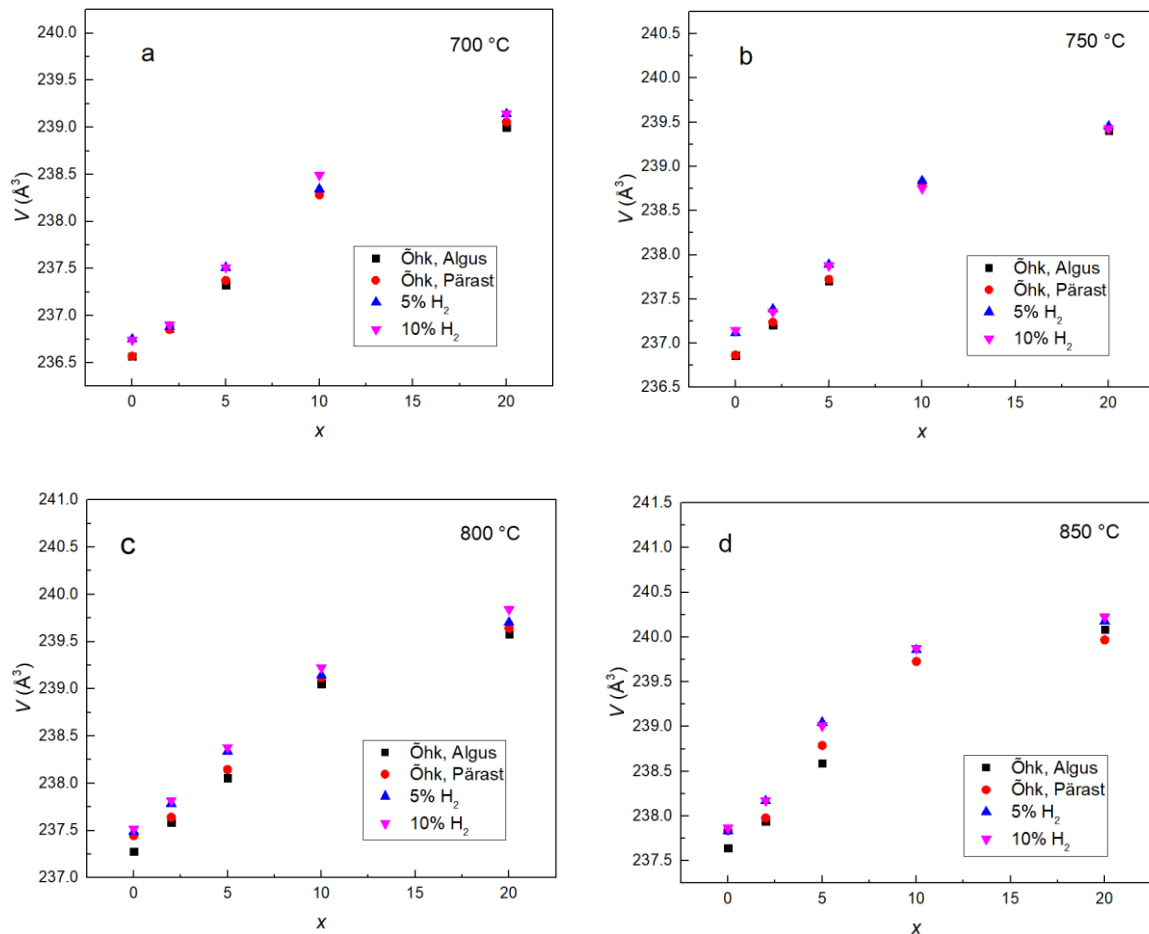 a
700 °C
240.0
239.5
239.0
238.5
238.0
237.5
237.0
236.5
V (Å³)
Õhk, Algus
Õhk, Pärast
5% H₂
10% H₂
0 5 10 15 20
x
b
750 °C
240.5
240.0
239.5
239.0
238.5
238.0
237.5
237.0
236.5
V (Å³)
Õhk, Algus
Õhk, Pärast
5% H₂
10% H₂
0 5 10 15 20
x
c
800 °C
241.0
240.5
240.0
239.5
239.0
238.5
238.0
237.5
237.0
V (Å³)
Õhk, Algus
Õhk, Pärast
5% H₂
10% H₂
0 5 10 15 20
x
d
850 °C
241.5
241.0
240.5
240.0
239.5
239.0
238.5
238.0
237.5
V (Å³)
Õhk, Algus
Õhk, Pärast
5% H₂
10% H₂
0 5 10 15 20
x